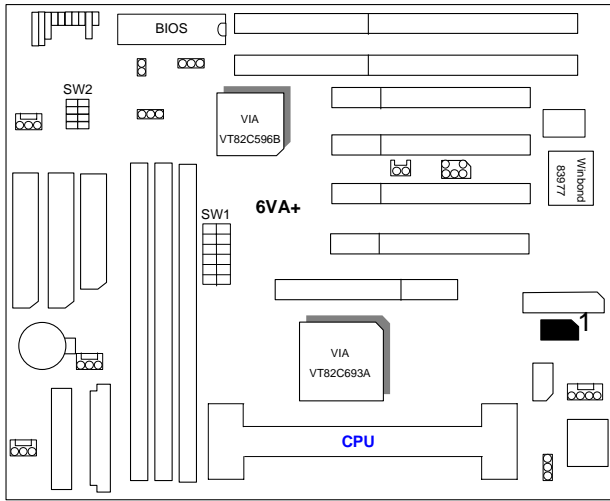 BIOS
SW2
VIA
VT82C596B
Winbond
83977
6VA+
SW1
1
VIA
VT82C693A
CPU